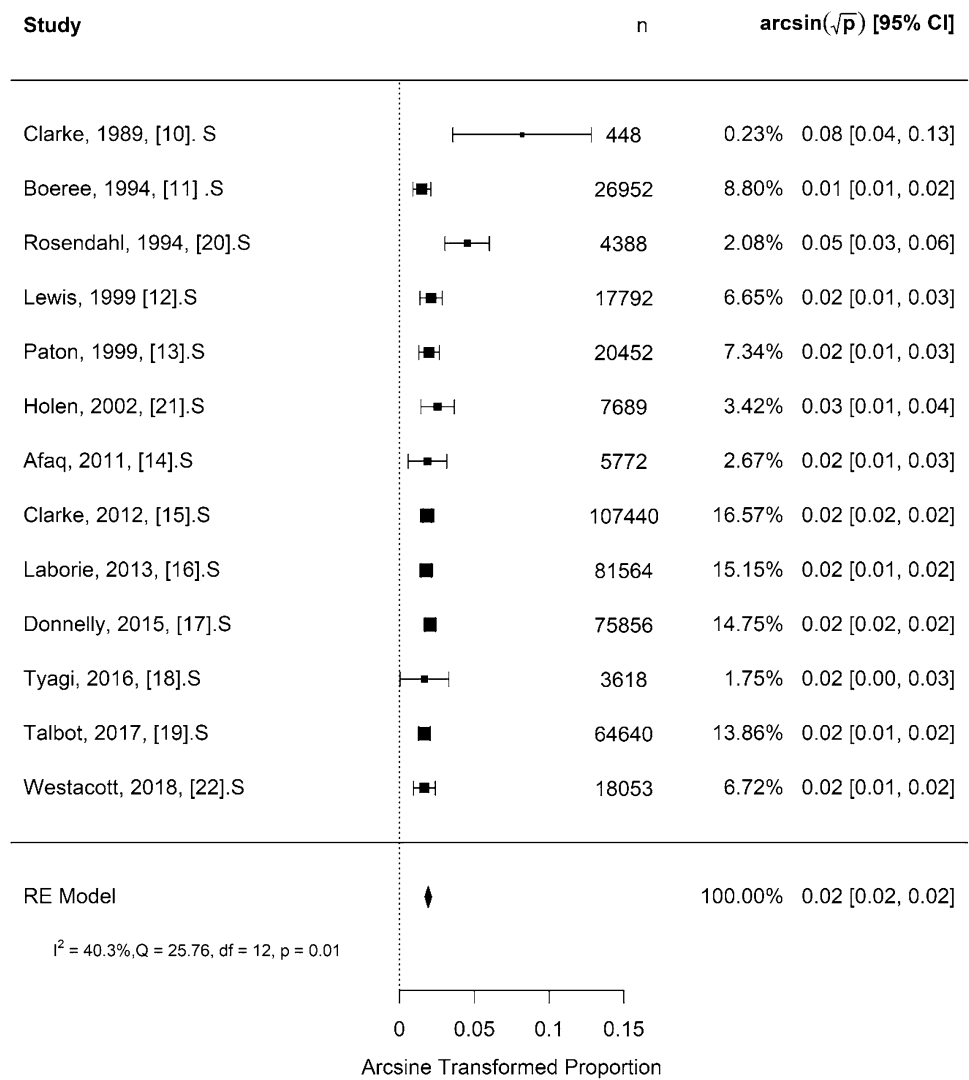 Study n arcsin(√p) [95% CI]
Clarke, 1989, [10]. S 448 0.23% 0.08 [0.04, 0.13]
Boeree, 1994, [11] .S 26952 8.80% 0.01 [0.01, 0.02]
Rosendahl, 1994, [20].S 4388 2.08% 0.05 [0.03, 0.06]
Lewis, 1999 [12].S 17792 6.65% 0.02 [0.01, 0.03]
Paton, 1999, [13].S 20452 7.34% 0.02 [0.01, 0.03]
Holen, 2002, [21].S 7689 3.42% 0.03 [0.01, 0.04]
Afaq, 2011, [14].S 5772 2.67% 0.02 [0.01, 0.03]
Clarke, 2012, [15].S 107440 16.57% 0.02 [0.02, 0.02]
Laborie, 2013, [16].S 81564 15.15% 0.02 [0.01, 0.02]
Donnelly, 2015, [17].S 75856 14.75% 0.02 [0.02, 0.02]
Tyagi, 2016, [18].S 3618 1.75% 0.02 [0.00, 0.03]
Talbot, 2017, [19].S 64640 13.86% 0.02 [0.01, 0.02]
Westacott, 2018, [22].S 18053 6.72% 0.02 [0.01, 0.02]
RE Model 100.00% 0.02 [0.02, 0.02]
I² = 40.3%,Q = 25.76, df = 12, p = 0.01
0 0.05 0.1 0.15
Arcsine Transformed Proportion